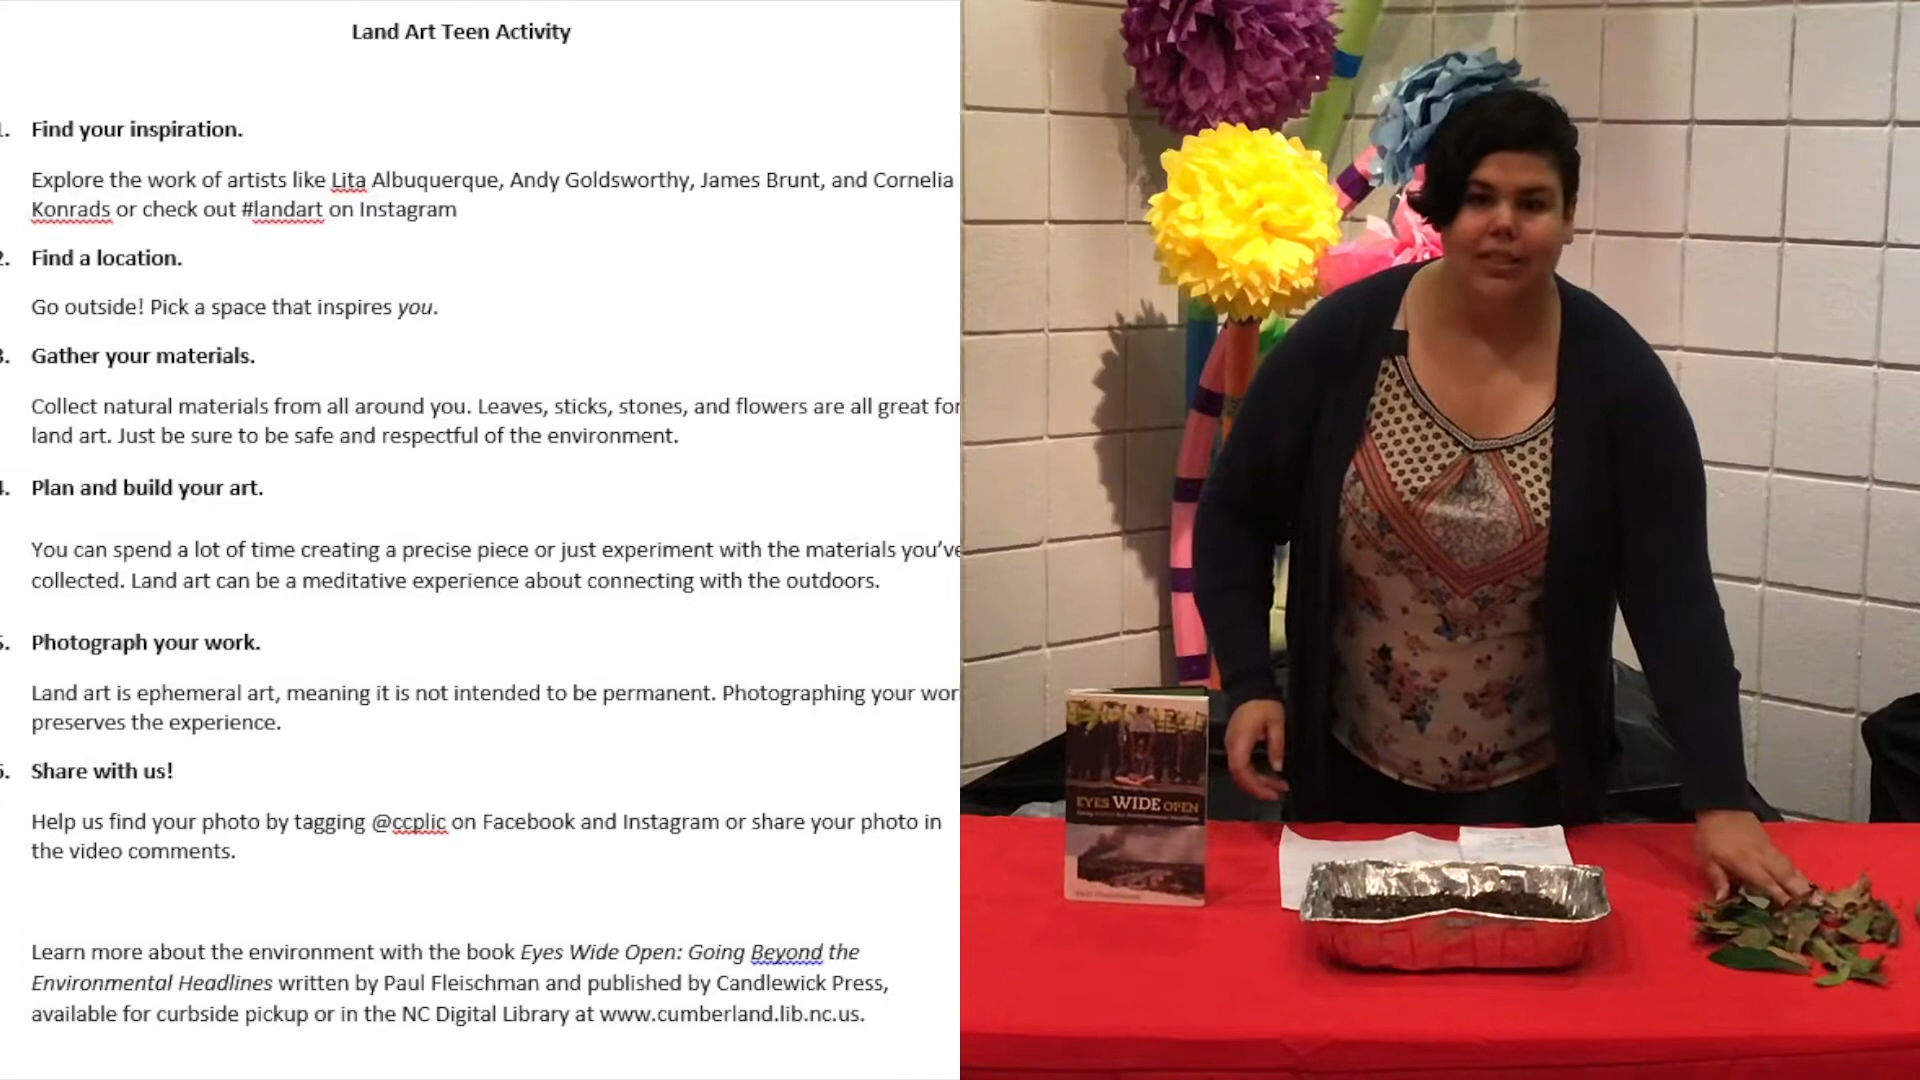 Land Art Teen Activity
1. Find your inspiration.
Explore the work of artists like Lita Albuquerque, Andy Goldsworthy, James Brunt, and Cornelia
Konrads or check out #landart on Instagram
2. Find a location.
Go outside! Pick a space that inspires you.
3. Gather your materials.
Collect natural materials from all around you. Leaves, sticks, stones, and flowers are all great for
land art. Just be sure to be safe and respectful of the environment.
4. Plan and build your art.
You can spend a lot of time creating a precise piece or just experiment with the materials you've
collected. Land art can be a meditative experience about connecting with the outdoors.
5. Photograph your work.
Land art is ephemeral art, meaning it is not intended to be permanent. Photographing your wor
preserves the experience.
6. Share with us!
Help us find your photo by tagging @ccplic on Facebook and Instagram or share your photo in
the video comments.
Learn more about the environment with the book Eyes Wide Open: Going Beyond the
Environmental Headlines written by Paul Fleischman and published by Candlewick Press,
available for curbside pickup or in the NC Digital Library at www.cumberland.lib.nc.us.
EYES WIDE OPEN